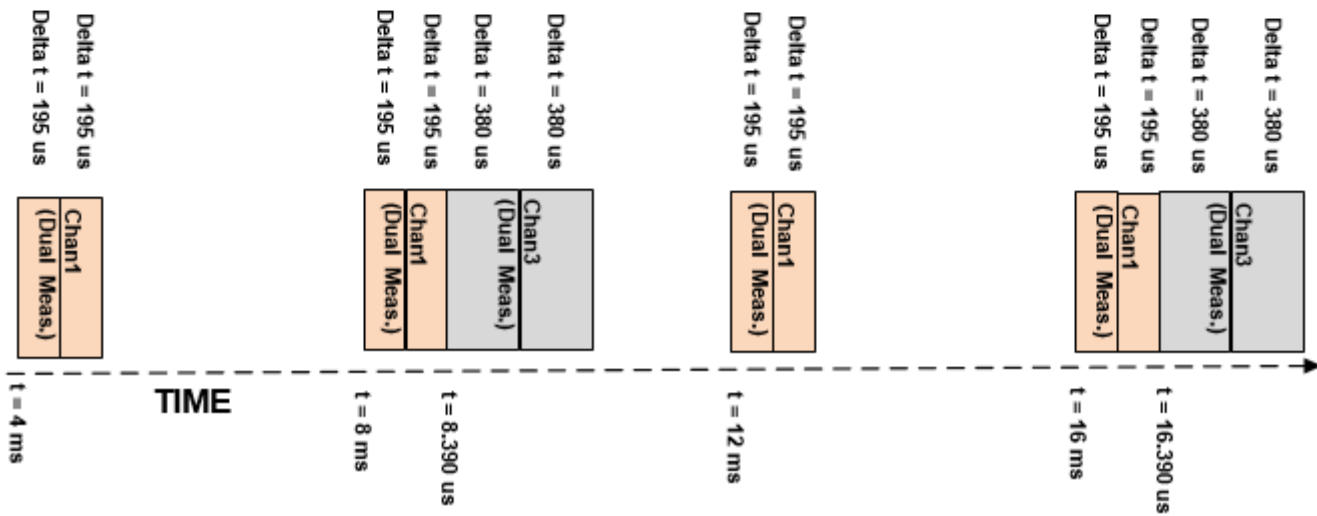 Delta t = 195 us
Delta t = 195 us
Delta t = 195 us
Delta t = 195 us
Delta t = 380 us
Delta t = 380 us
Delta t = 195 us
Delta t = 195 us
Delta t = 195 us
Delta t = 195 us
Delta t = 380 us
Delta t = 380 us
Chan1
(Dual Meas.)
Chan1
(Dual Meas.)
Chan3
(Dual Meas.)
Chan1
(Dual Meas.)
Chan1
(Dual Meas.)
Chan3
(Dual Meas.)
t = 4 ms
TIME
t = 8 ms
t = 8.390 us
t = 12 ms
t = 16 ms
t = 16.390 us